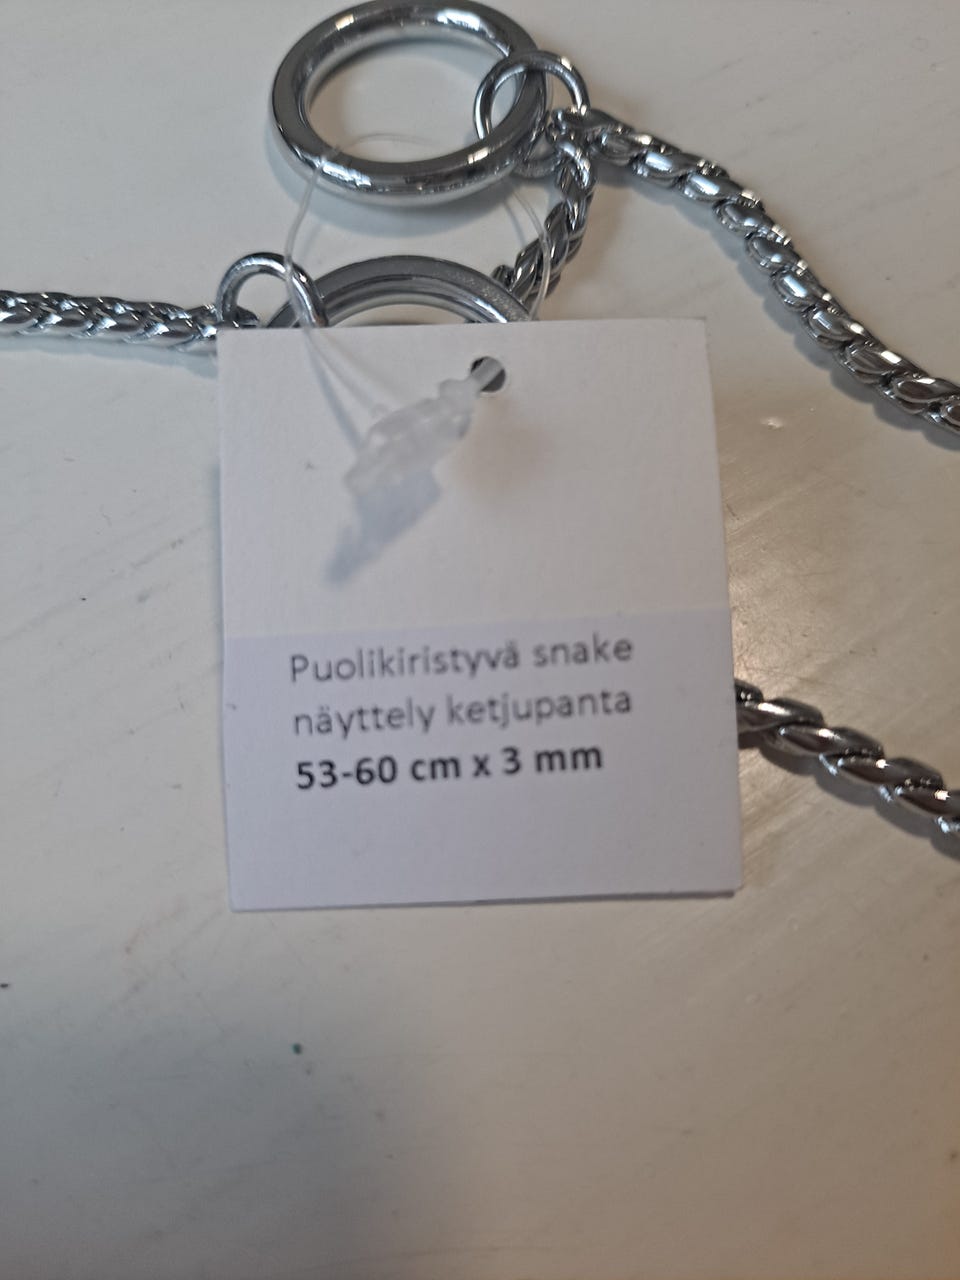 Puolikiristyvä snake
näyttely ketjupanta
53-60 cm x 3 mm